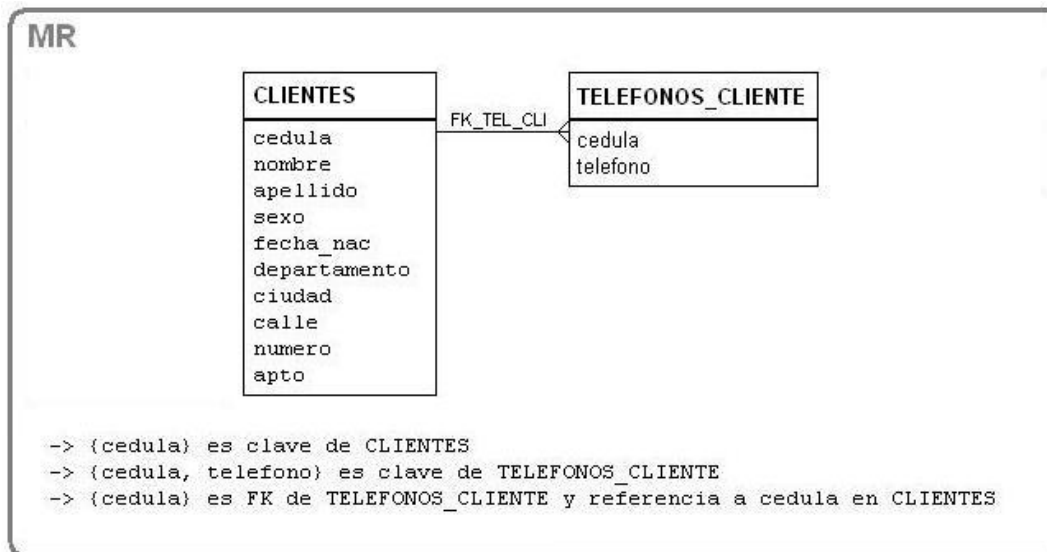 MR
CLIENTES
cedula
nombre
apellido
sexo
fecha_nac
departamento
ciudad
calle
numero
apto
FK_TEL_CLI
TELEFONOS_CLIENTE
cedula
telefono
-> {cedula} es clave de CLIENTES
-> {cedula, telefono} es clave de TELEFONOS_CLIENTE
-> {cedula} es FK de TELEFONOS_CLIENTE y referencia a cedula en CLIENTES